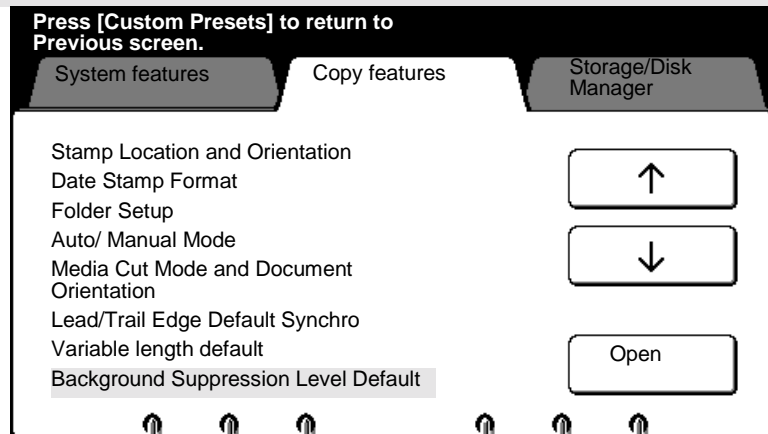 Press [Custom Presets] to return to
Previous screen.
System features
Copy features
Storage/Disk
Manager
Stamp Location and Orientation
Date Stamp Format
Folder Setup
Auto/ Manual Mode
Media Cut Mode and Document
Orientation
Lead/Trail Edge Default Synchro
Variable length default
Background Suppression Level Default
Open